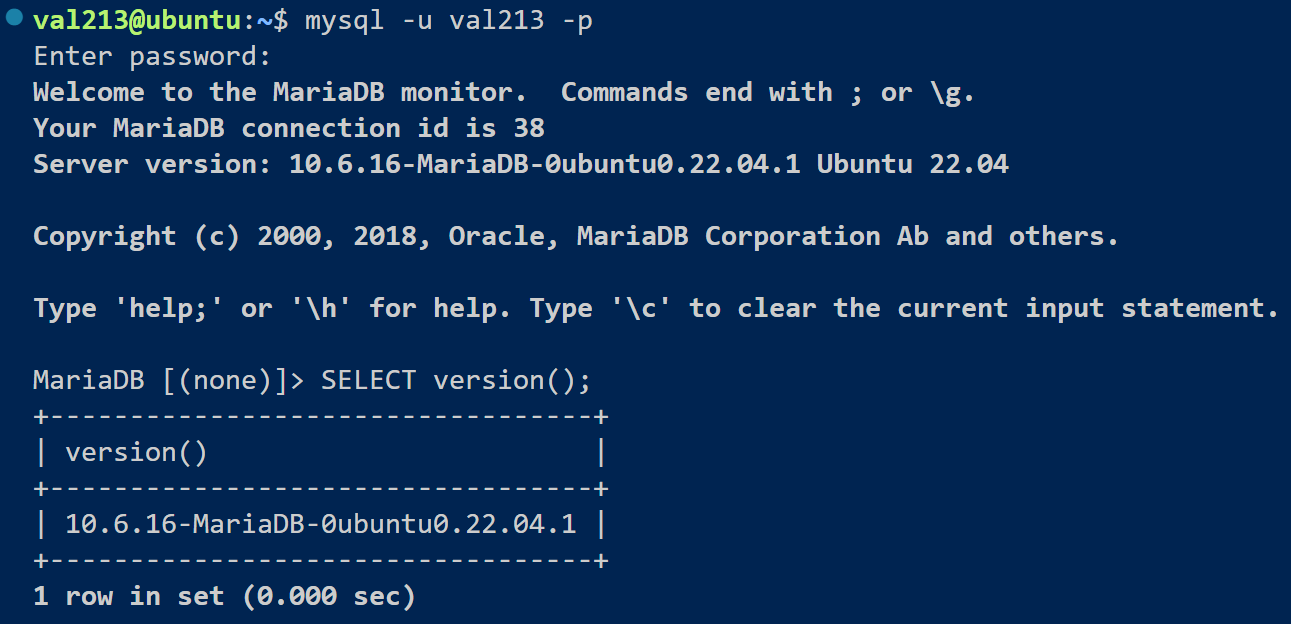 val213@ubuntu:~$ mysql -u val213 -p
Enter password:
Welcome to the MariaDB monitor.  Commands end with ; or \g.
Your MariaDB connection id is 38
Server version: 10.6.16-MariaDB-0ubuntu0.22.04.1 Ubuntu 22.04

Copyright (c) 2000, 2018, Oracle, MariaDB Corporation Ab and others.

Type 'help;' or '\h' for help. Type '\c' to clear the current input statement.

MariaDB [(none)]> SELECT version();
+----------------------------------+
| version()                        |
+----------------------------------+
| 10.6.16-MariaDB-0ubuntu0.22.04.1 |
+----------------------------------+
1 row in set (0.000 sec)